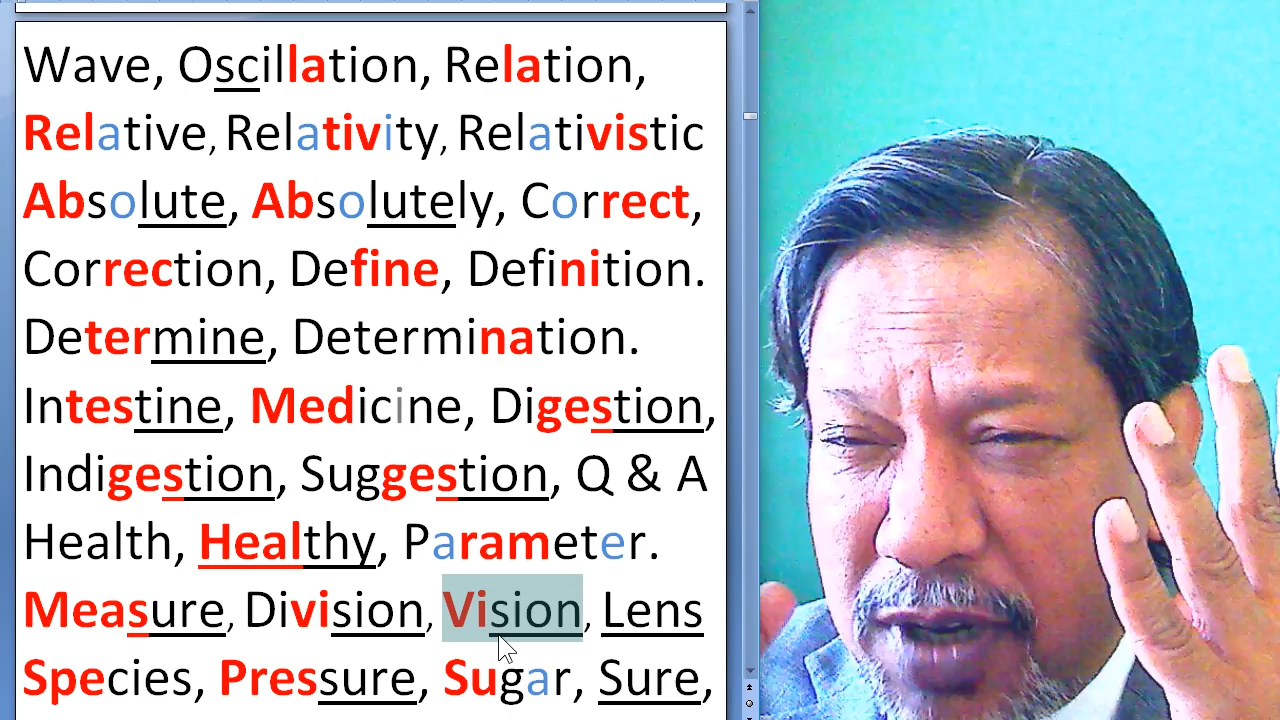 Wave, Oscillation, Relation,
Relative, Relativity, Relativistic
Absolute, Absolutely, Correct,
Correction, Define, Definition.
Determine, Determination.
Intestine, Medicine, Digestion,
Indigestion, Suggestion, Q & A
Health, Healthy, Parameter.
Measure, Division, Vision, Lens
Species, Pressure, Sugar, Sure,